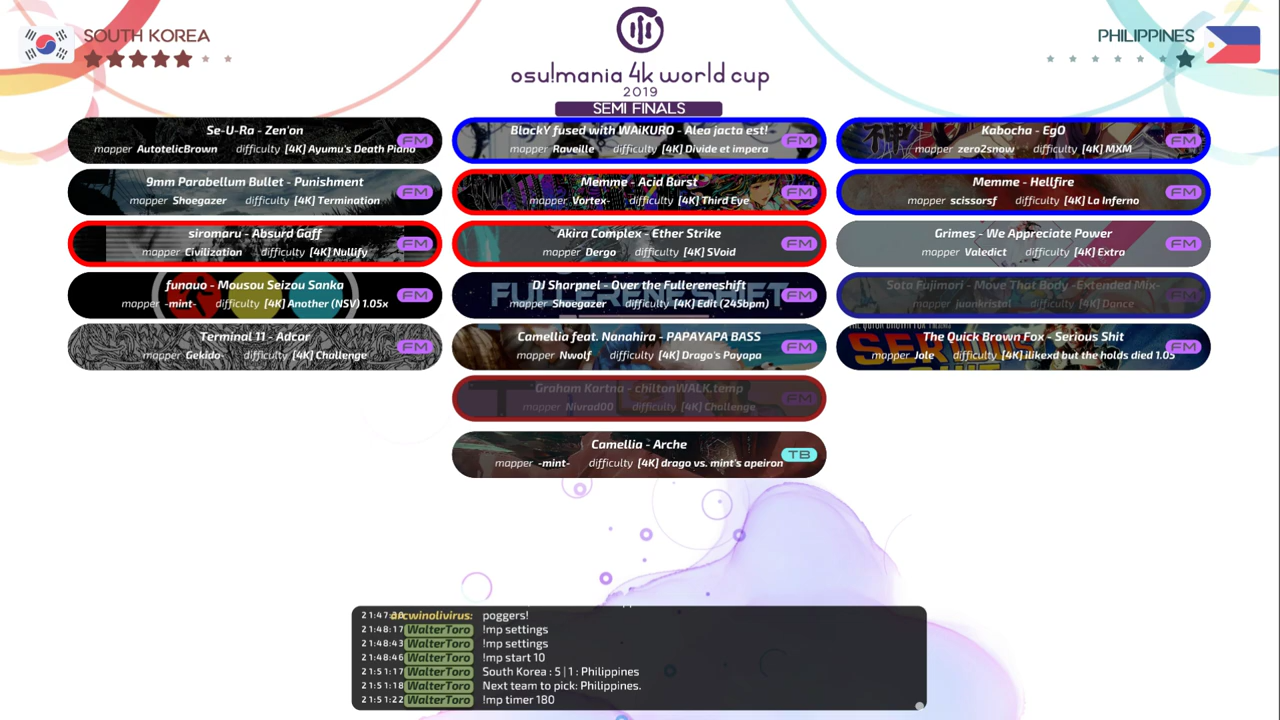 SOUTH KOREA
PHILIPPINES
osu!mania 4k world cup
2019
SEMI FINALS
Se-U-Ra - Zen'on
mapper AutotelicBrown difficulty [4K] Ayumu's Death Piano
FM
BlackY fused with WAiKURO - Alea jacta est!
mapper Raveille difficulty [4K] Divide et impera
FM
Kabocha - EgO
mapper zero2snow difficulty [4K] MXM
FM
9mm Parabellum Bullet - Punishment
mapper Shoegazer difficulty [4K] Termination
FM
Memme - Acid Burst
mapper Vortex- difficulty [4K] Third Eye
FM
Memme - Hellfire
mapper scissorsf difficulty [4K] La Inferno
FM
siromaru - Absurd Gaff
mapper Civilization difficulty [4K] Nullify
FM
Akira Complex - Ether Strike
mapper Dergo difficulty [4K] SVoid
FM
Grimes - We Appreciate Power
mapper Valedict difficulty [4K] Extra
FM
funauo - Mousou Seizou Sanka
mapper -mint- difficulty [4K] Another (NSV) 1.05x
FM
DJ Sharpnel - Over the Fullereneshift
mapper Shoegazer difficulty [4K] Edit (245bpm)
FM
Sota Fujimori - Move That Body -Extended Mix-
mapper juankristal difficulty [4K] Dance
FM
Terminal 11 - Adcar
mapper Gekido- difficulty [4K] Challenge
FM
Camellia feat. Nanahira - PAPAYAPA BASS
mapper Nwolf difficulty [4K] Drago's Payapa
FM
The Quick Brown Fox - Serious Shit
mapper Jole difficulty [4K] ilikexd but the holds died 1.05
FM
Graham Kartna - chiltonWALK.temp
mapper Nivrad00 difficulty [4K] Challenge
FM
Camellia - Arche
mapper -mint- difficulty [4K] drago vs. mint's apeiron
TB
arcwinolivirus: poggers!
21:48:17 WalterToro !mp settings
21:48:43 WalterToro !mp settings
21:48:46 WalterToro !mp start 10
21:51:17 WalterToro South Korea : 5 | 1 : Philippines
21:51:18 WalterToro Next team to pick: Philippines.
21:51:22 WalterToro !mp timer 180